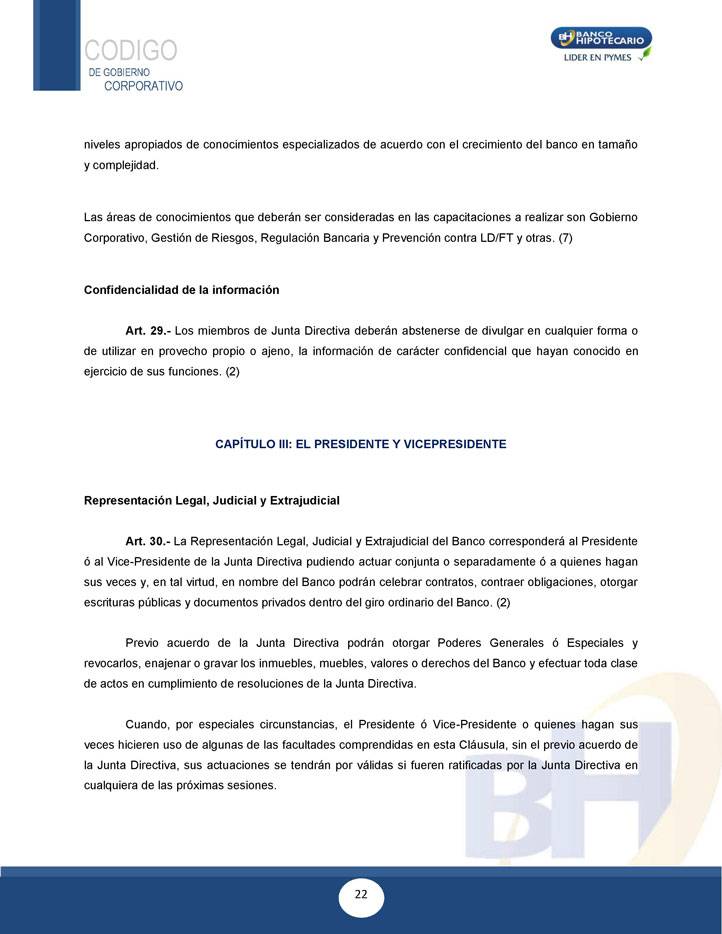 CODIGO
DE GOBIERNO
CORPORATIVO
BH BANCO
HIPOTECARIO
LIDER EN PYMES
niveles apropiados de conocimientos especializados de acuerdo con el crecimiento del banco en tamaño
y complejidad.
Las áreas de conocimientos que deberán ser consideradas en las capacitaciones a realizar son Gobierno
Corporativo, Gestión de Riesgos, Regulación Bancaria y Prevención contra LD/FT y otras. (7)
Confidencialidad de la información
Art. 29.- Los miembros de Junta Directiva deberán abstenerse de divulgar en cualquier forma o
de utilizar en provecho propio o ajeno, la información de carácter confidencial que hayan conocido en
ejercicio de sus funciones. (2)
CAPÍTULO III: EL PRESIDENTE Y VICEPRESIDENTE
Representación Legal, Judicial y Extrajudicial
Art. 30.- La Representación Legal, Judicial y Extrajudicial del Banco corresponderá al Presidente
ó al Vice-Presidente de la Junta Directiva pudiendo actuar conjunta o separadamente ó a quienes hagan
sus veces y, en tal virtud, en nombre del Banco podrán celebrar contratos, contraer obligaciones, otorgar
escrituras públicas y documentos privados dentro del giro ordinario del Banco. (2)
Previo acuerdo de la Junta Directiva podrán otorgar Poderes Generales ó Especiales y
revocarlos, enajenar o gravar los inmuebles, muebles, valores o derechos del Banco y efectuar toda clase
de actos en cumplimiento de resoluciones de la Junta Directiva.
Cuando, por especiales circunstancias, el Presidente ó Vice-Presidente o quienes hagan sus
veces hicieren uso de algunas de las facultades comprendidas en esta Cláusula, sin el previo acuerdo de
la Junta Directiva, sus actuaciones se tendrán por válidas si fueren ratificadas por la Junta Directiva en
cualquiera de las próximas sesiones.
BH
22